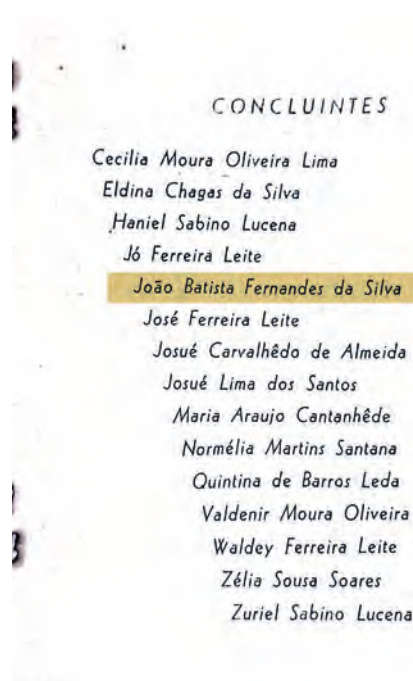 CONCLUINTES
Cecilia Moura Oliveira Lima
Eldina Chagas da Silva
Haniel Sabino Lucena
Jó Ferreira Leite
João Batista Fernandes da Silva
José Ferreira Leite
Josué Carvalhêdo de Almeida
Josué Lima dos Santos
Maria Araujo Cantanhêde
Normélia Martins Santana
Quintina de Barros Leda
Valdenir Moura Oliveira
Waldey Ferreira Leite
Zélia Sousa Soares
Zuriel Sabino Lucena